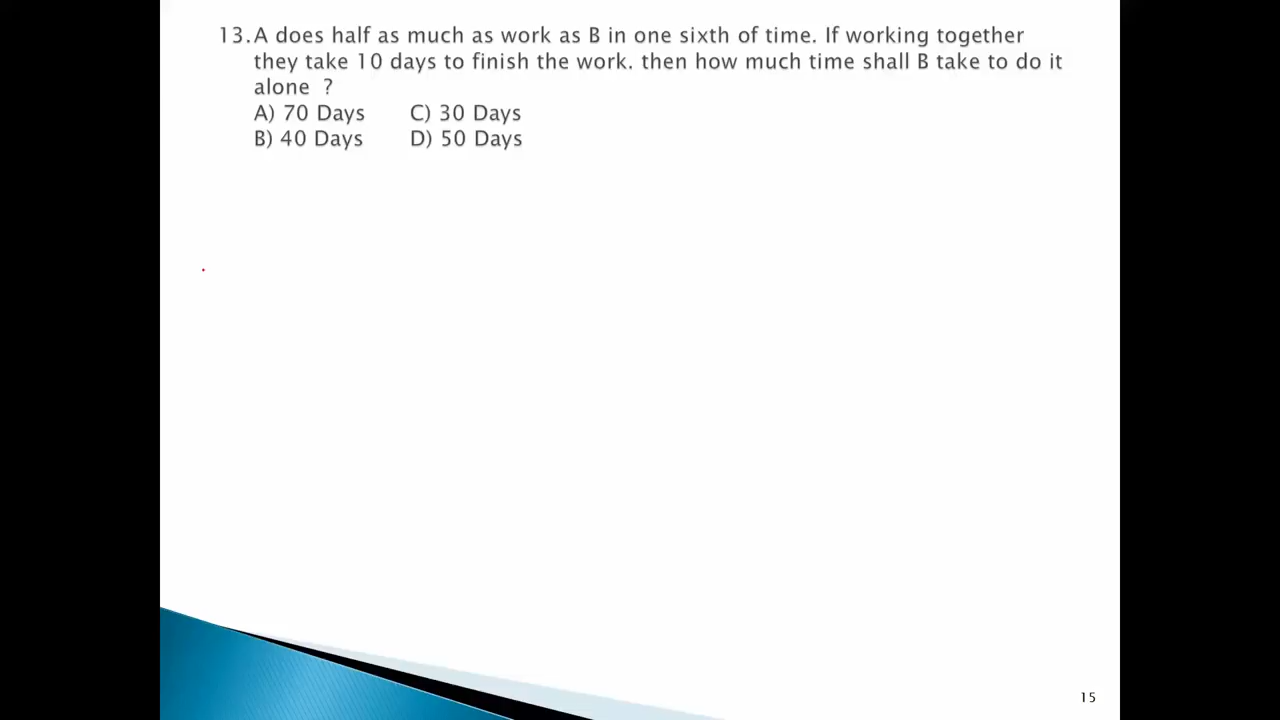 13. A does half as much as work as B in one sixth of time. If working together
they take 10 days to finish the work. then how much time shall B take to do it
alone ?
A) 70 Days C) 30 Days
B) 40 Days D) 50 Days
15